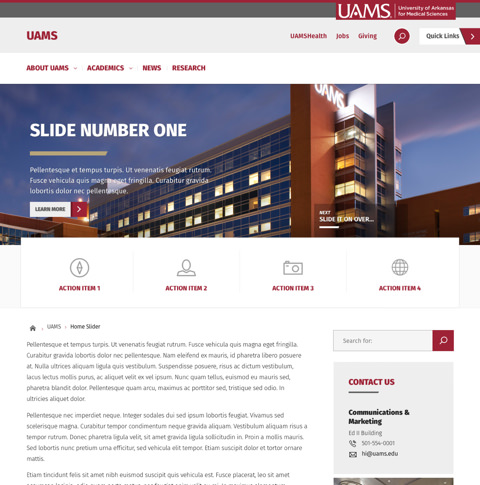 UAMS University of Arkansas
for Medical Sciences
UAMS
UAMSHealth Jobs Giving Quick Links
ABOUT UAMS ACADEMICS NEWS RESEARCH
UAMS
SLIDE NUMBER ONE
Pellentesque et tempus turpis. Ut venenatis feugiat rutrum.
Fusce vehicula quis magna eget fringilla. Curabitur gravida
lobortis dolor nec pellentesque.
LEARN MORE
NEXT
SLIDE IT ON OVER...
ACTION ITEM 1 ACTION ITEM 2 ACTION ITEM 3 ACTION ITEM 4
UAMS Home Slider
Pellentesque et tempus turpis. Ut venenatis feugiat rutrum. Fusce vehicula quis magna eget fringilla.
Curabitur gravida lobortis dolor nec pellentesque. Nam eleifend ex mauris, id pharetra libero posuere
at. Nulla ultrices aliquam ligula quis vestibulum. Suspendisse posuere, risus ac dictum vestibulum,
lacus lectus mollis purus, ac aliquet velit ex vel ipsum. Nunc quam tellus, euismod eu mauris sed,
pharetra blandit dolor. Pellentesque quam arcu, maximus ac porttitor sed, tristique sed odio. In
ultricies aliquet dolor.
Pellentesque nec imperdiet neque. Integer sodales dui sed ipsum lobortis feugiat. Vivamus sed
scelerisque magna. Curabitur tempor condimentum neque gravida aliquam. Vestibulum aliquam risus a
tempor rutrum. Donec pharetra ligula velit, sit amet gravida ligula sollicitudin in. Proin a mollis mauris.
Sed lobortis nunc pretium urna efficitur, sed vehicula elit tempor. Etiam suscipit dolor et tortor ornare
mattis.
Etiam tincidunt felis sit amet nibh euismod suscipit quis vehicula est. Fusce placerat, leo sit amet
Search for:
CONTACT US
Communications &
Marketing
Ed II Building
501-554-0001
hi@uams.edu